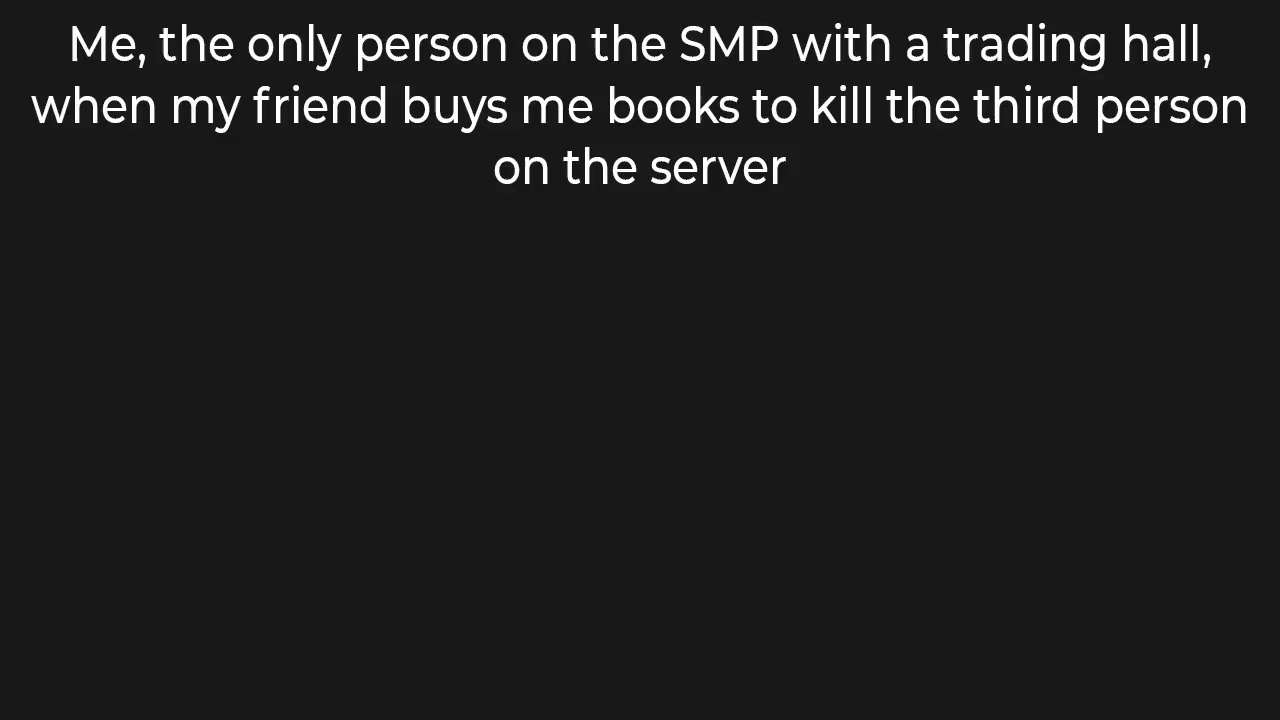 Me, the only person on the SMP with a trading hall,
when my friend buys me books to kill the third person
on the server